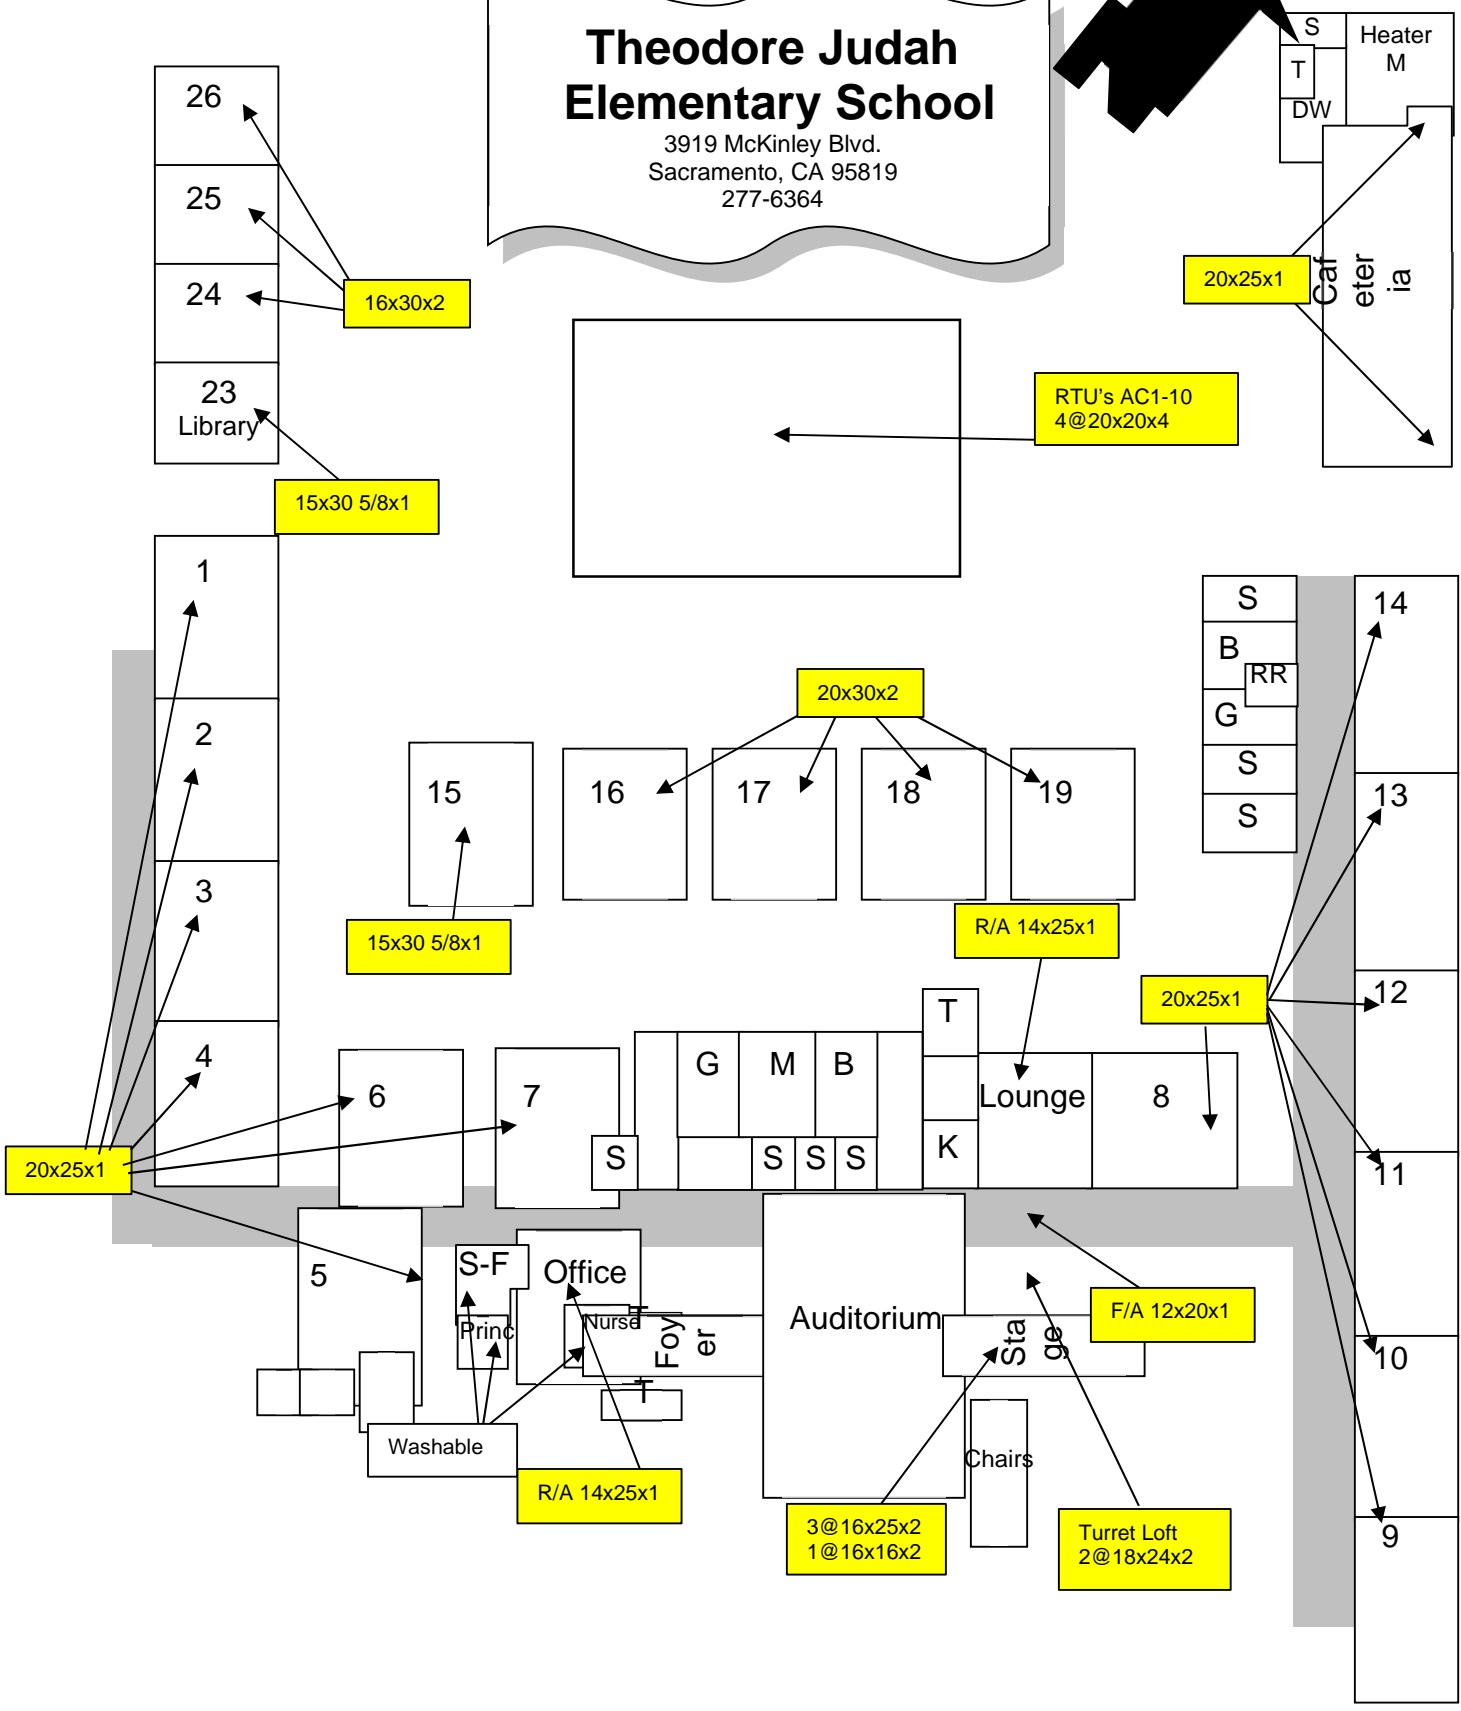 Theodore Judah
Elementary School
3919 McKinley Blvd.
Sacramento, CA 95819
277-6364
S
Heater
M
T
DW
26
25
24
16x30x2
23
Library
15x30 5/8x1
20x25x1
Caf
eter
ia
RTU's AC1-10
4@20x20x4
1
2
3
4
20x25x1
S
B
RR
G
S
S
14
13
12
11
10
9
20x30x2
15
16
17
18
19
15x30 5/8x1
R/A 14x25x1
20x25x1
6
7
S
G
M
B
S
S
S
T
K
Lounge
8
5
S-F
Princ
Office
Nurse
T
Foy
er
T
Auditorium
Sta
ge
F/A 12x20x1
Washable
R/A 14x25x1
Chairs
3@16x25x2
1@16x16x2
Turret Loft
2@18x24x2